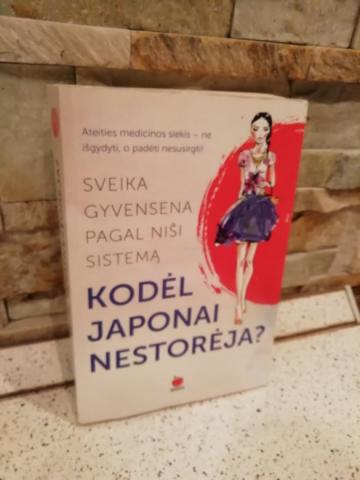 Ateities medicinos siekis – ne
išgydyti, o padėti nesusirgti!
SVEIKA
GYVENSENA
PAGAL NIŠI
SISTEMĄ
KODĖL
JAPONAI
NESTORĖJA?